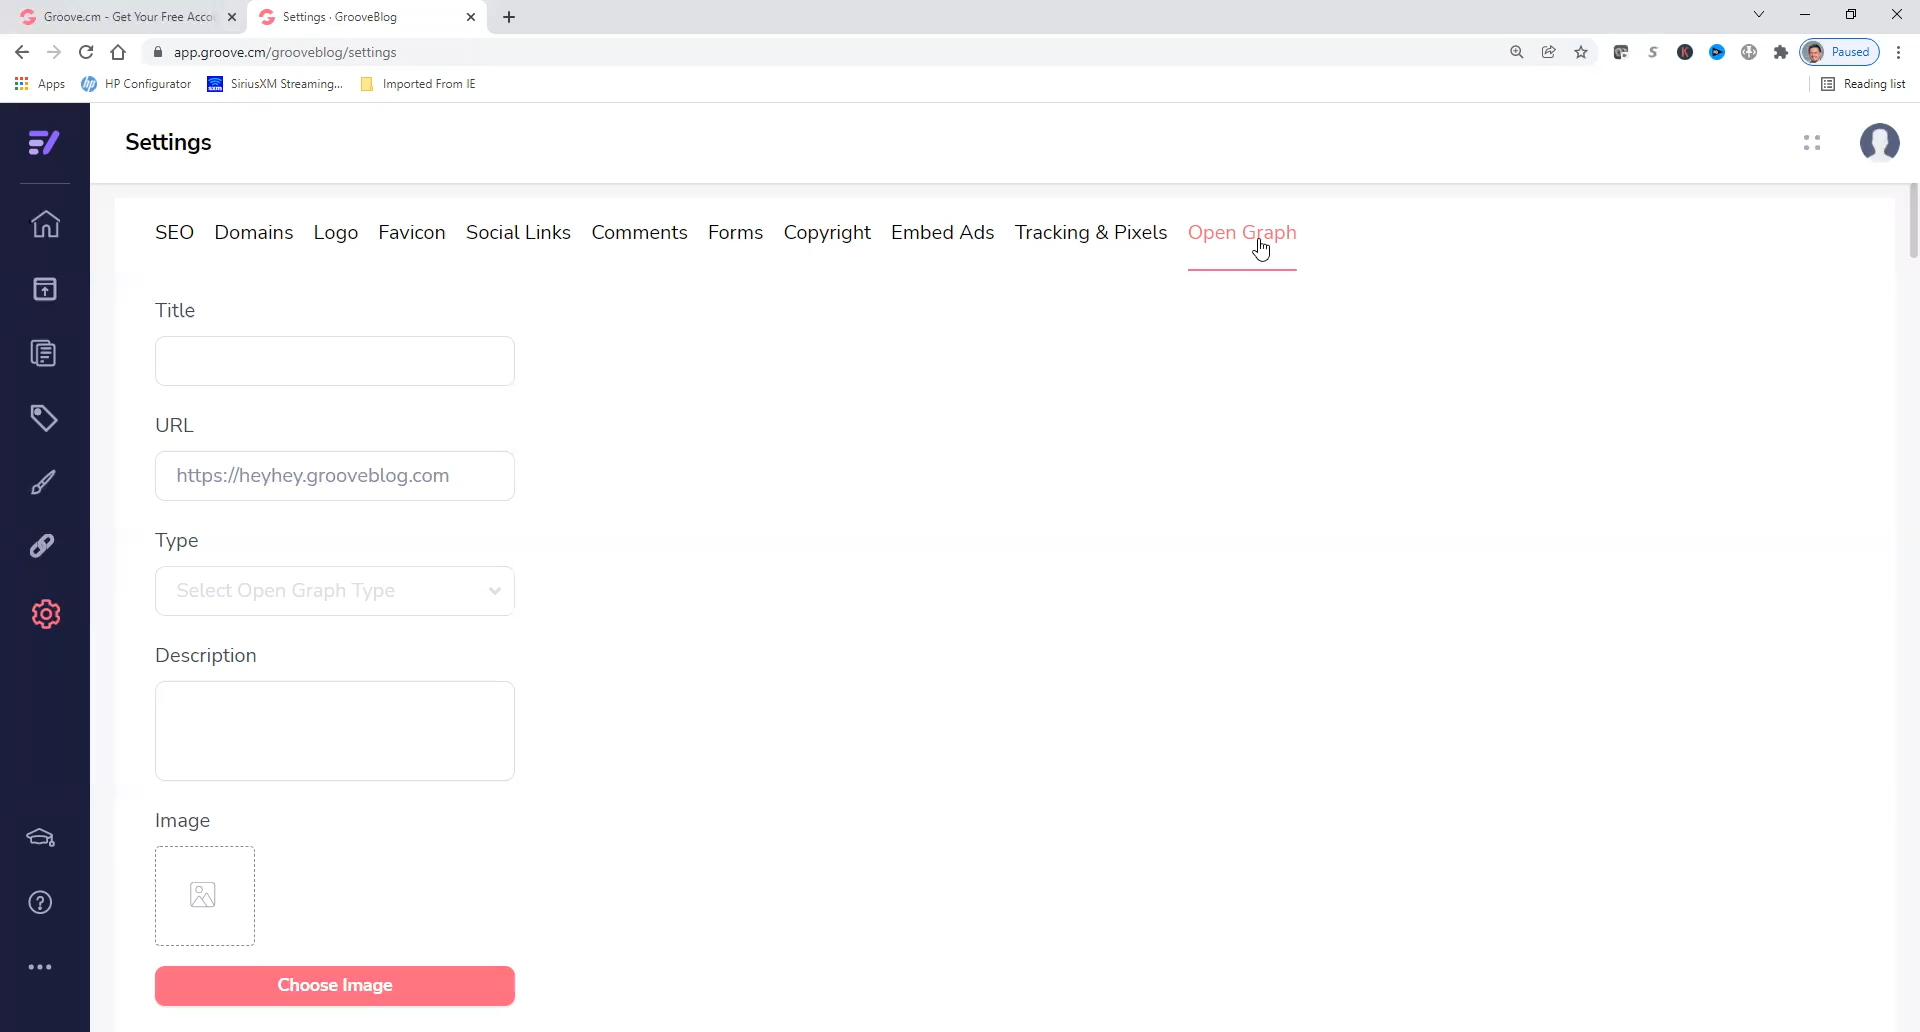 Groove.cm - Get Your Free Acco
Settings · GrooveBlog
app.groove.cm/grooveblog/settings
Paused
Apps
HP Configurator
SiriusXM Streaming...
Imported From IE
Reading list
Settings
SEO Domains Logo Favicon Social Links Comments Forms Copyright Embed Ads Tracking & Pixels Open Graph
Title
URL
https://heyhey.grooveblog.com
Type
Select Open Graph Type
Description
Image
Choose Image